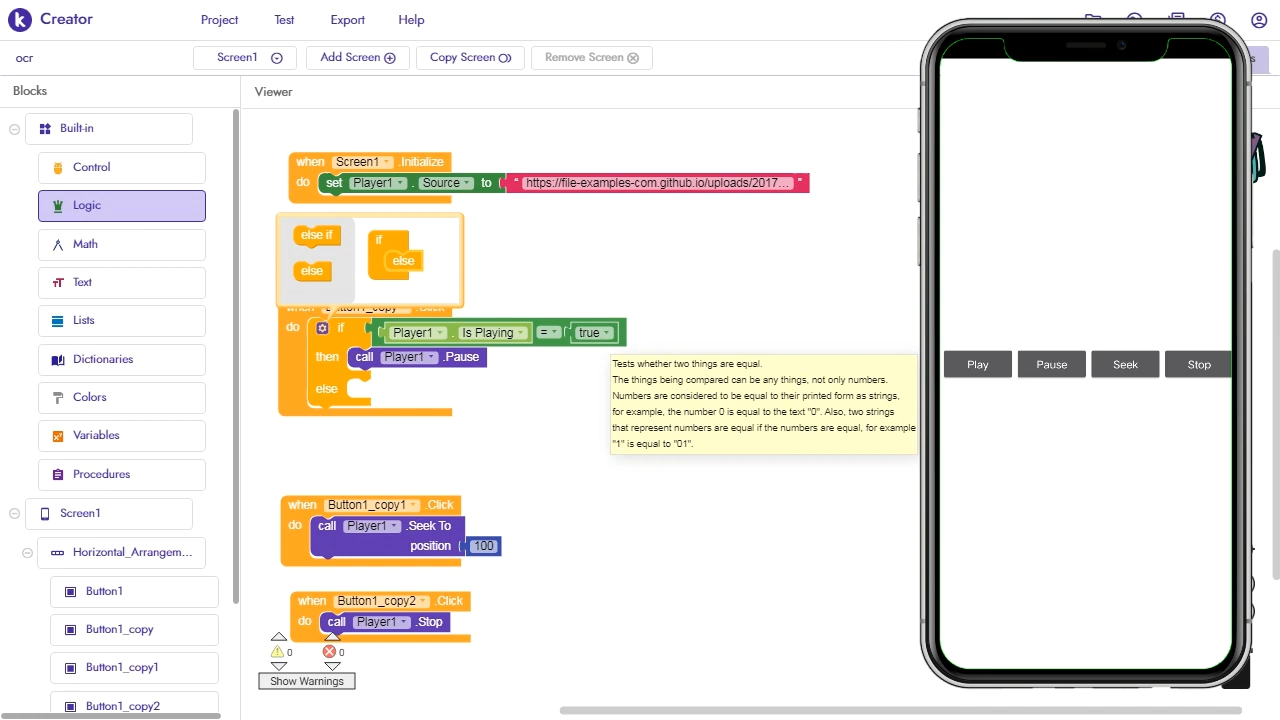 Creator
Project
Test
Export
Help
ocr
Screen1
Add Screen
Copy Screen
Remove Screen
s
Blocks
Viewer
Built-in
Control
Logic
Math
Text
Lists
Dictionaries
Colors
Variables
Procedures
Screen1
Horizontal_Arrangem...
Button1
Button1_copy
Button1_copy1
Button1_copy2
when Screen1 .Initialize
do set Player1 . Source to " https://file-examples-com.github.io/uploads/2017... "
else if
else
if
else
when Button1_copy .Click
do if Player1 . Is Playing = true
then call Player1 .Pause
else
Tests whether two things are equal.
The things being compared can be any things, not only numbers.
Numbers are considered to be equal to their printed form as strings,
for example, the number 0 is equal to the text "0". Also, two strings
that represent numbers are equal if the numbers are equal, for example
"1" is equal to "01".
when Button1_copy1 .Click
do call Player1 .Seek To
position 100
when Button1_copy2 .Click
do call Player1 .Stop
0
0
Show Warnings
Play
Pause
Seek
Stop